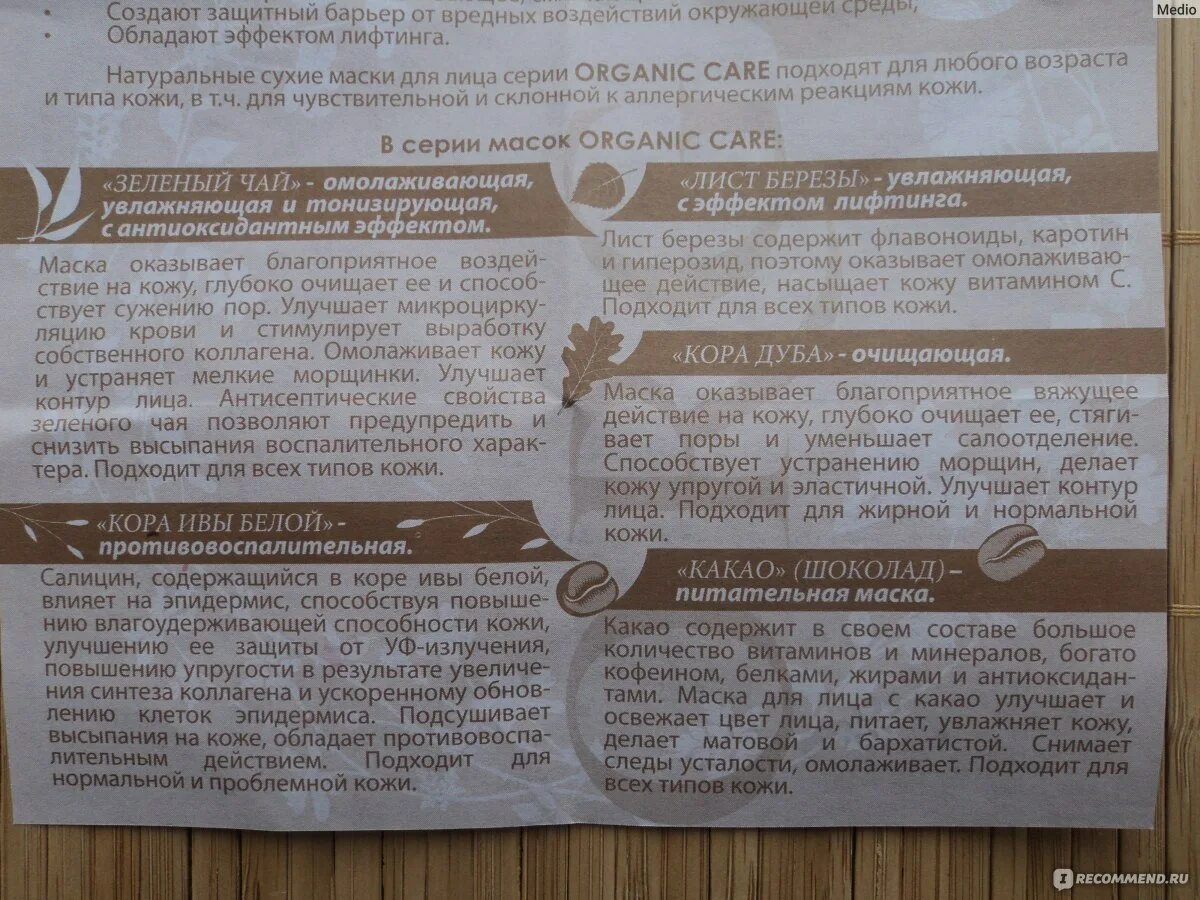 Medio
Создают защитный барьер от вредных воздействий окружающей среды;
Обладают эффектом лифтинга.
Натуральные сухие маски для лица серии ORGANIC CARE подходят для любого возраста
и типа кожи, в т.ч. для чувствительной и склонной к аллергическим реакциям кожи.
В серии масок ORGANIC CARE:
«ЗЕЛЕНЫЙ ЧАЙ» - омолаживающая,
увлажняющая и тонизирующая,
с антиоксидантным эффектом.
Маска оказывает благоприятное воздей-
ствие на кожу, глубоко очищает ее и способ-
ствует сужению пор. Улучшает микроцирку-
ляцию крови и стимулирует выработку
собственного коллагена. Омолаживает кожу
и устраняет мелкие морщинки. Улучшает
контур лица. Антисептические свойства
зеленого чая позволяют предупредить и
снизить высыпания воспалительного харак-
тера. Подходит для всех типов кожи.
«КОРА ИВЫ БЕЛОЙ» -
противовоспалительная.
Салицин, содержащийся в коре ивы белой,
влияет на эпидермис, способствуя повыше-
нию влагоудерживающей способности кожи,
улучшению ее защиты от УФ-излучения,
повышению упругости в результате увеличе-
ния синтеза коллагена и ускоренному обнов-
лению клеток эпидермиса. Подсушивает
высыпания на коже, обладает противовоспа-
лительным действием. Подходит для
нормальной и проблемной кожи.
«ЛИСТ БЕРЕЗЫ» - увлажняющая,
с эффектом лифтинга.
Лист березы содержит флавоноиды, каротин
и гиперозид, поэтому оказывает омолаживаю-
щее действие, насыщает кожу витамином С.
Подходит для всех типов кожи.
«КОРА ДУБА» - очищающая.
Маска оказывает благоприятное вяжущее
действие на кожу, глубоко очищает ее, стяги-
вает поры и уменьшает салоотделение.
Способствует устранению морщин, делает
кожу упругой и эластичной. Улучшает контур
лица. Подходит для жирной и нормальной
кожи.
«КАКАО» (ШОКОЛАД) –
питательная маска.
Какао содержит в своем составе большое
количество витаминов и минералов, богато
кофеином, белками, жирами и антиоксидан-
тами. Маска для лица с какао улучшает и
освежает цвет лица, питает, увлажняет кожу,
делает матовой и бархатистой. Снимает
следы усталости, омолаживает. Подходит для
всех типов кожи.
IRECOMMEND.RU